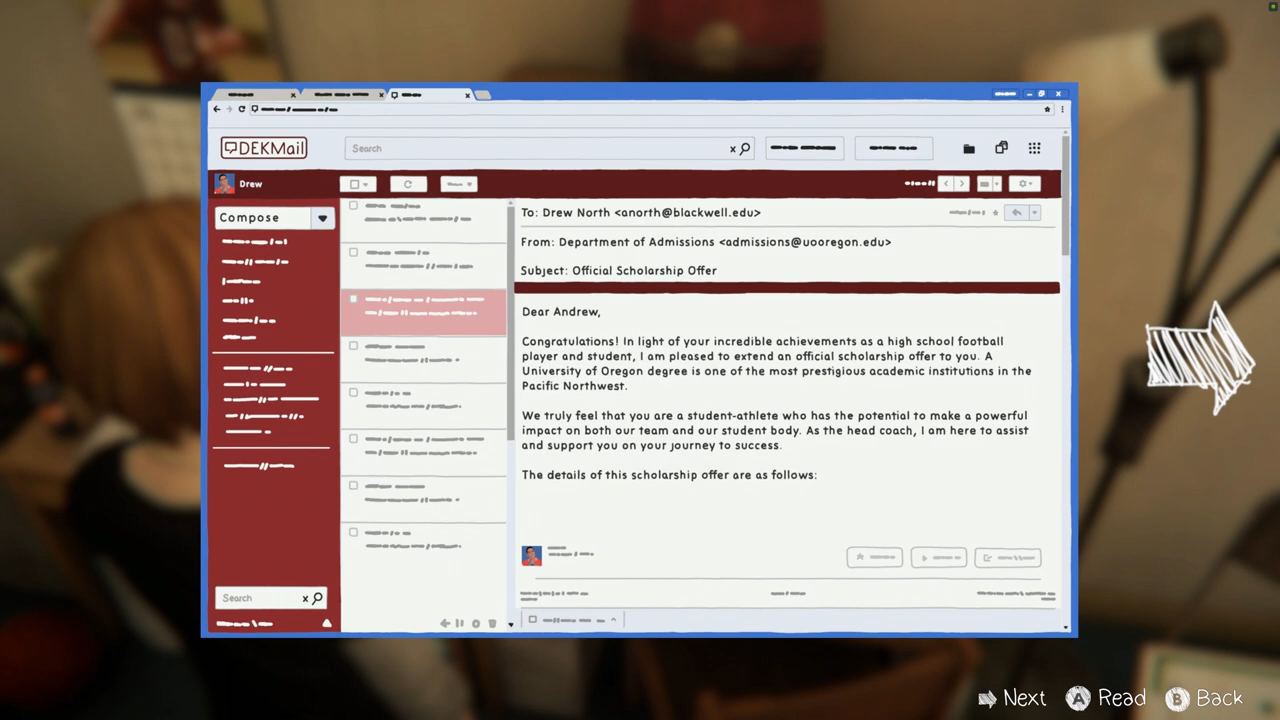 DEKMail
Search
Drew
Compose
To: Drew North <anorth@blackwell.edu>
From: Department of Admissions <admissions@uooregon.edu>
Subject: Official Scholarship Offer
Dear Andrew,
Congratulations! In light of your incredible achievements as a high school football
player and student, I am pleased to extend an official scholarship offer to you. A
University of Oregon degree is one of the most prestigious academic institutions in the
Pacific Northwest.
We truly feel that you are a student-athlete who has the potential to make a powerful
impact on both our team and our student body. As the head coach, I am here to assist
and support you on your journey to success.
The details of this scholarship offer are as follows:
Search
Next A Read B Back